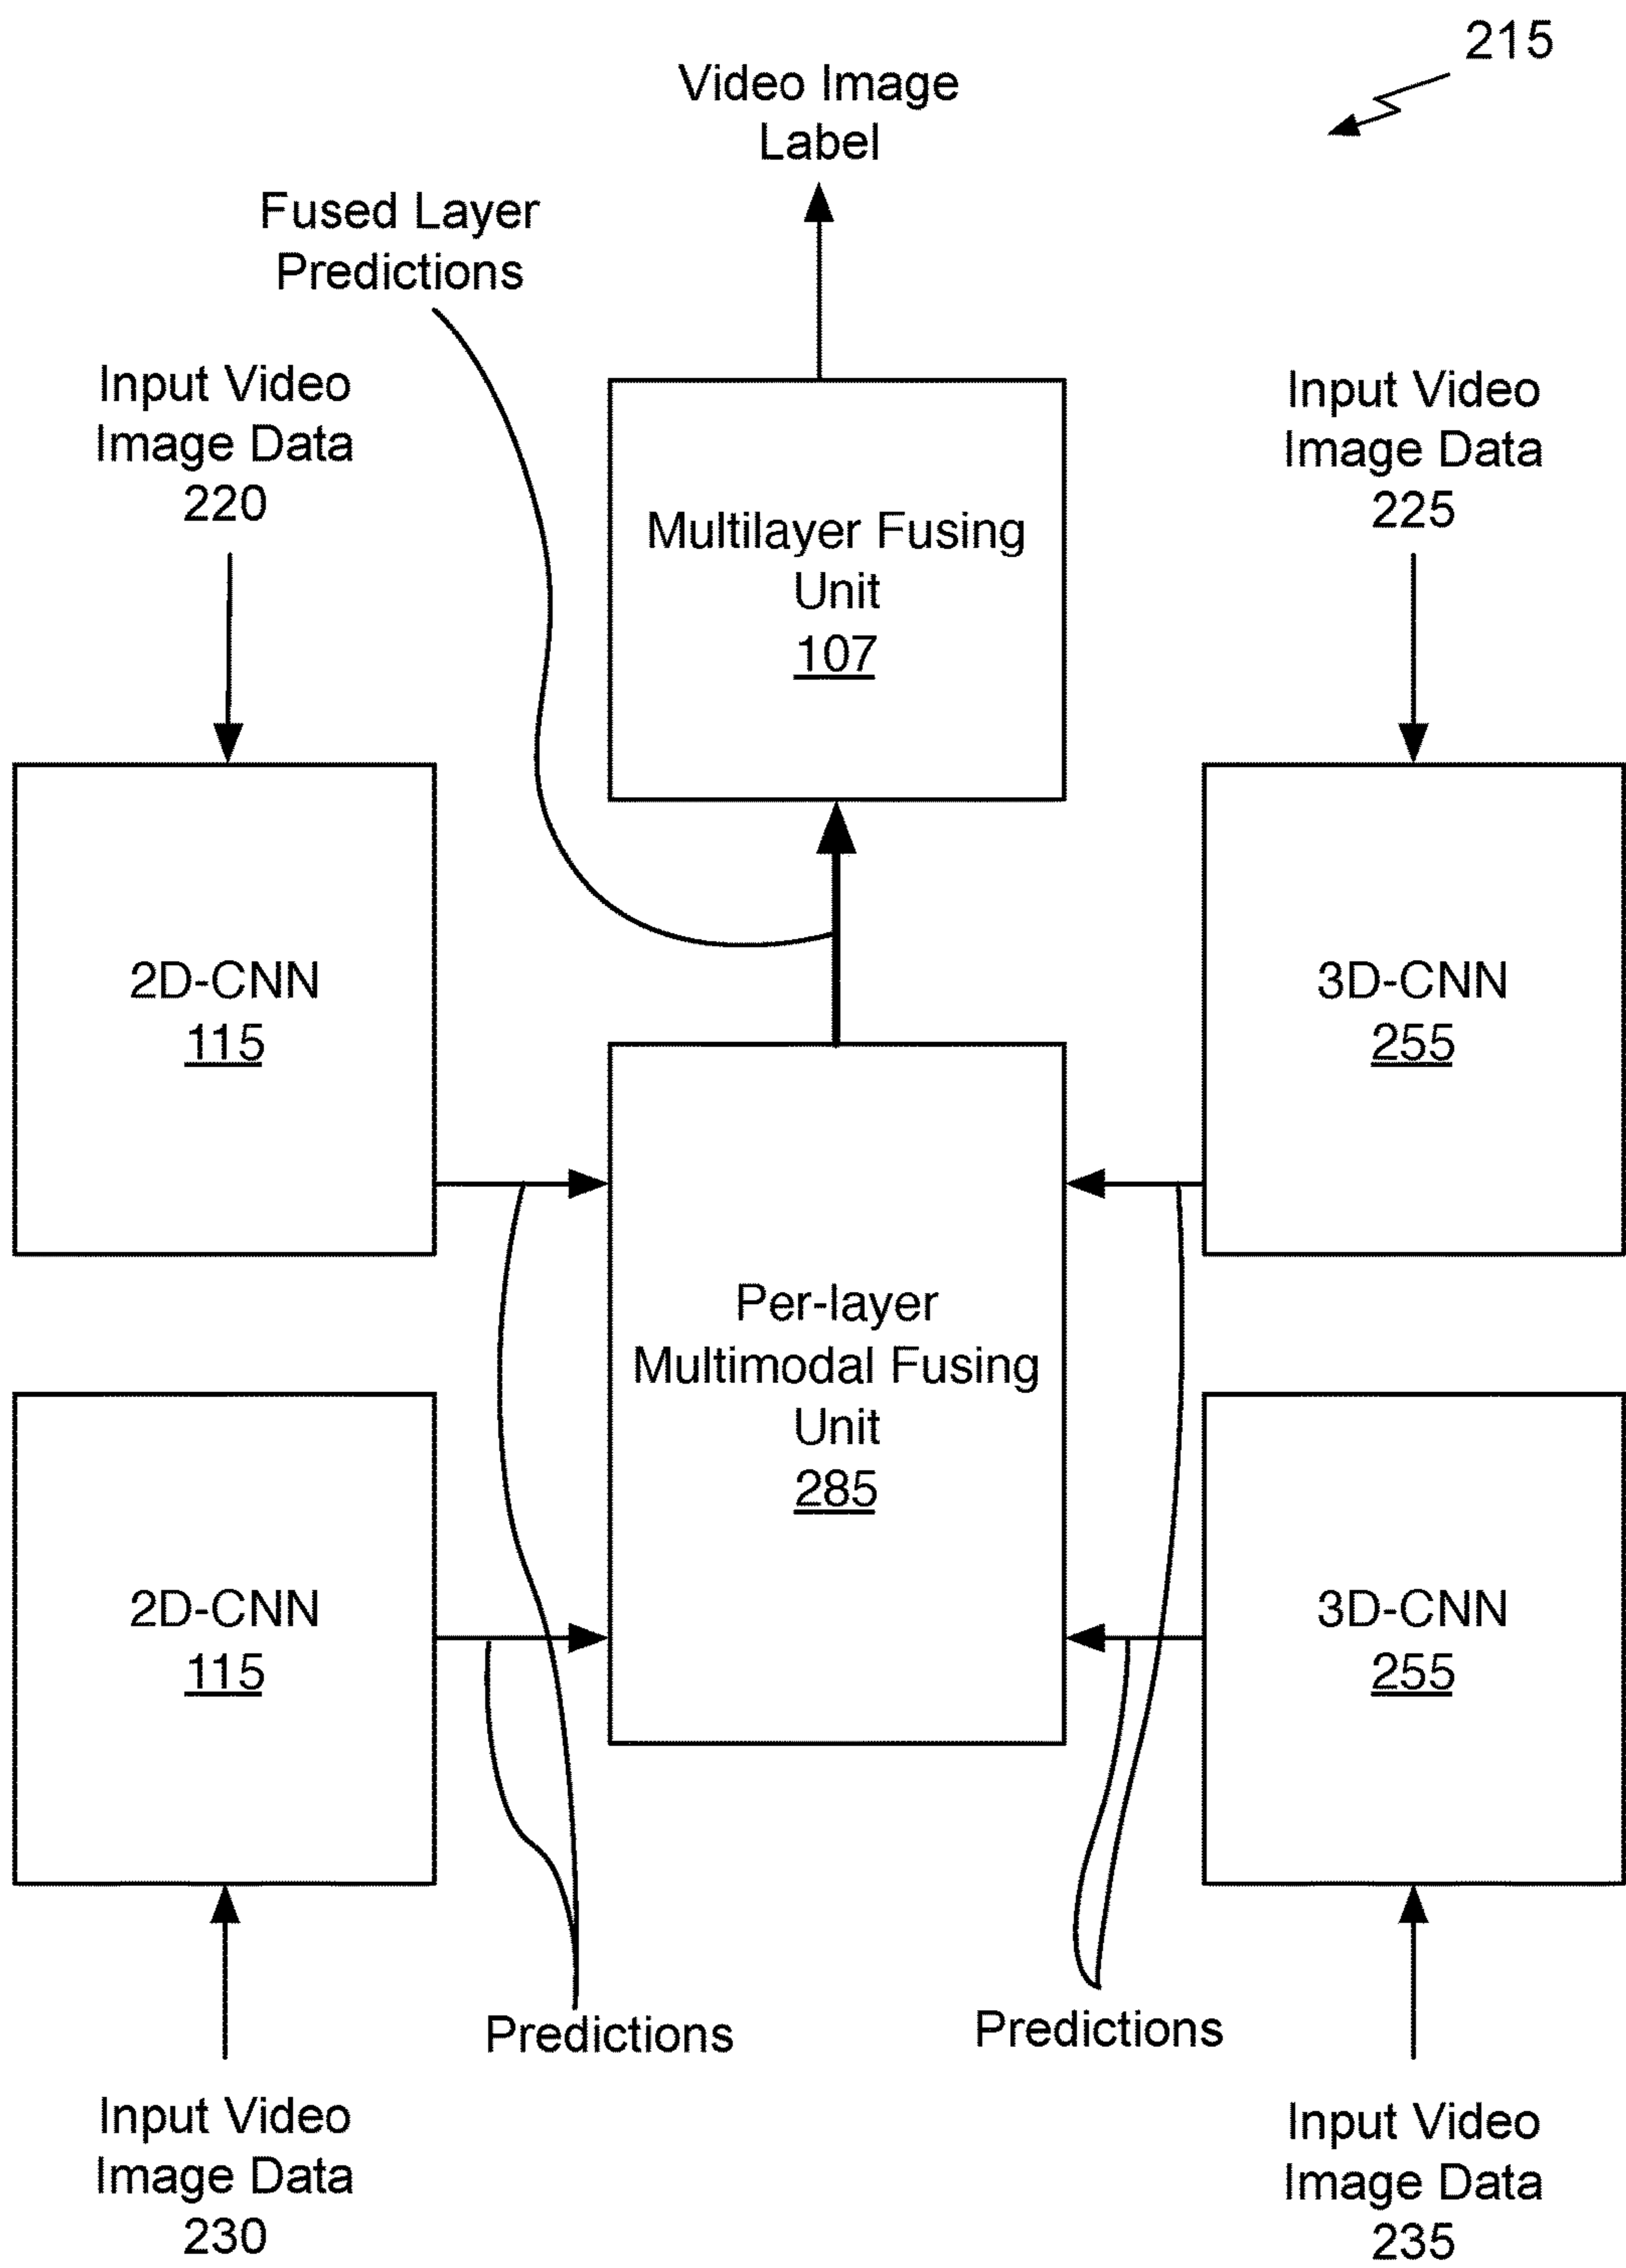 215
Video Image
Label
Fused Layer
Predictions
Input Video
Image Data
220
Input Video
Image Data
225
Multilayer Fusing
Unit
107
2D-CNN
115
3D-CNN
255
Per-layer
Multimodal Fusing
Unit
285
2D-CNN
115
3D-CNN
255
Predictions
Predictions
Input Video
Image Data
230
Input Video
Image Data
235